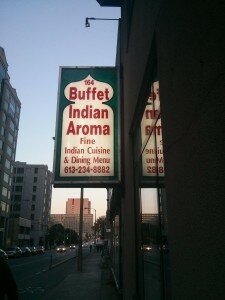 164
Buffet
Indian
Aroma
Fine
Indian Cuisine
& Dining Menu
613-234-8882